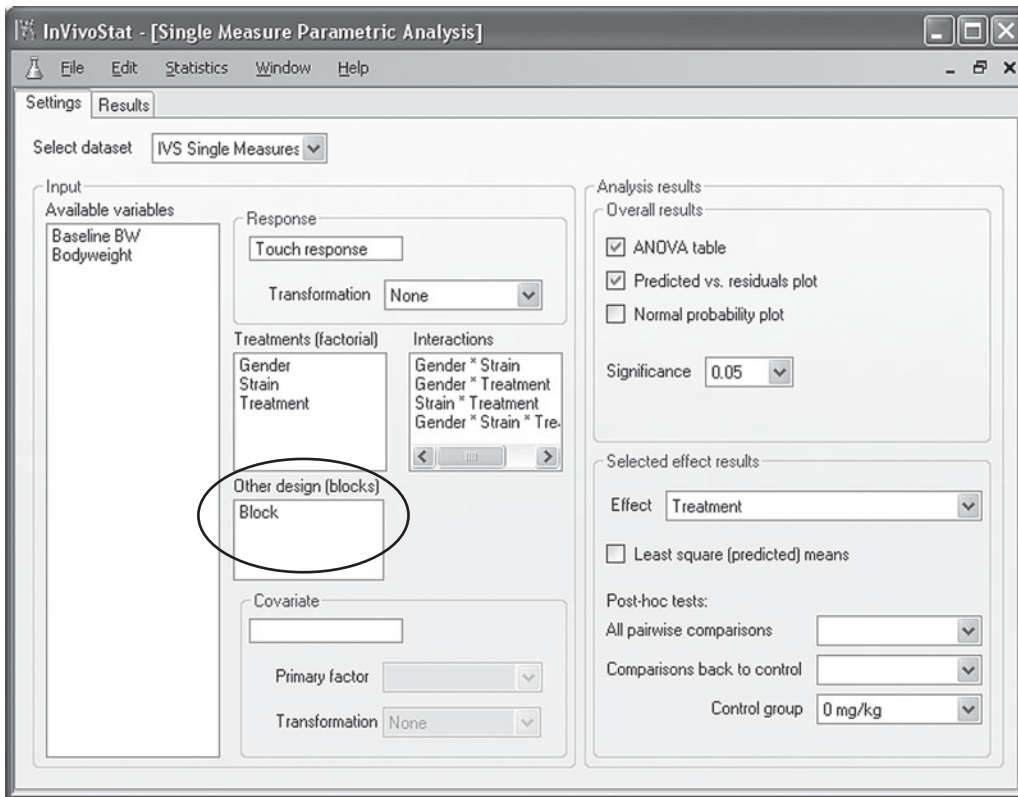 InVivoStat - [Single Measure Parametric Analysis]
File Edit Statistics Window Help
Settings Results
Select dataset IVS Single Measures
Input
Available variables
Baseline BW
Bodyweight
Response
Touch response
Transformation None
Treatments (factorial)
Gender
Strain
Treatment
Interactions
Gender * Strain
Gender * Treatment
Strain * Treatment
Gender * Strain * Tre
Other design (blocks)
Block
Covariate
Primary factor
Transformation None
Analysis results
Overall results
ANOVA table
Predicted vs. residuals plot
Normal probability plot
Significance 0.05
Selected effect results
Effect Treatment
Least square (predicted) means
Post-hoc tests:
All pairwise comparisons
Comparisons back to control
Control group 0 mg/kg